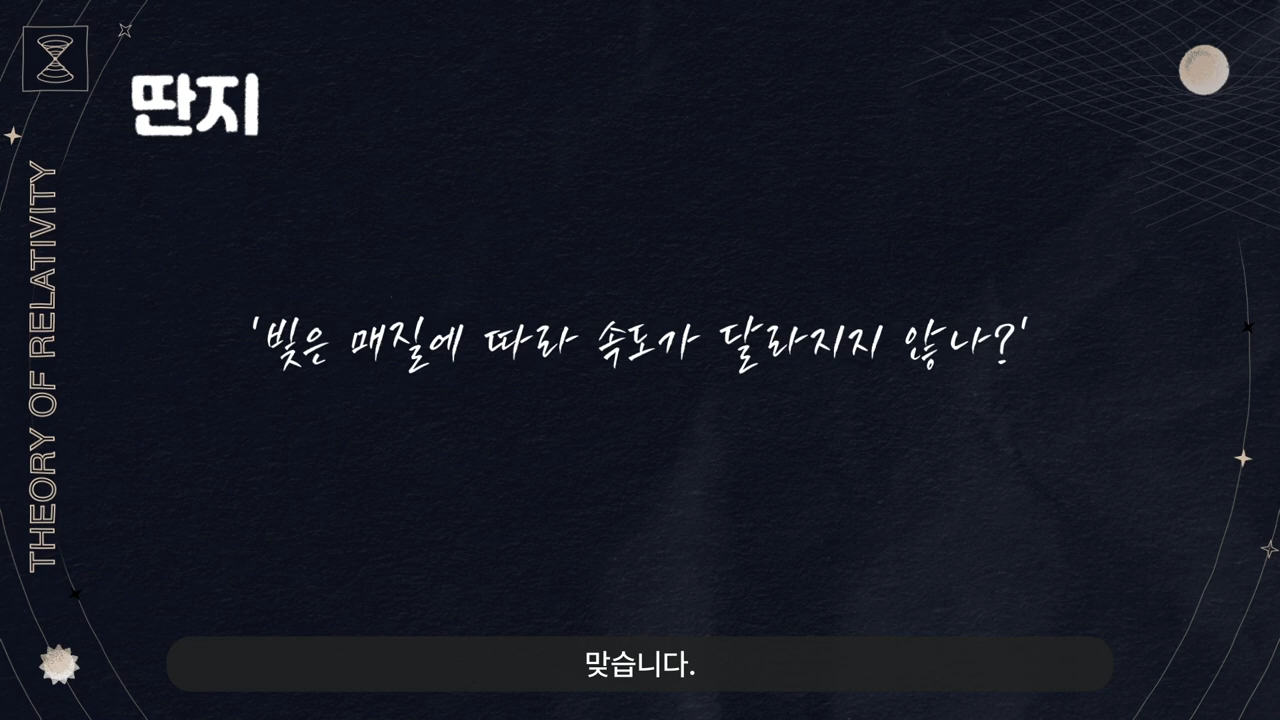 딴지
THEORY OF RELATIVITY
'빛은 매질에 따라 속도가 달라지지 않나?'
맞습니다.